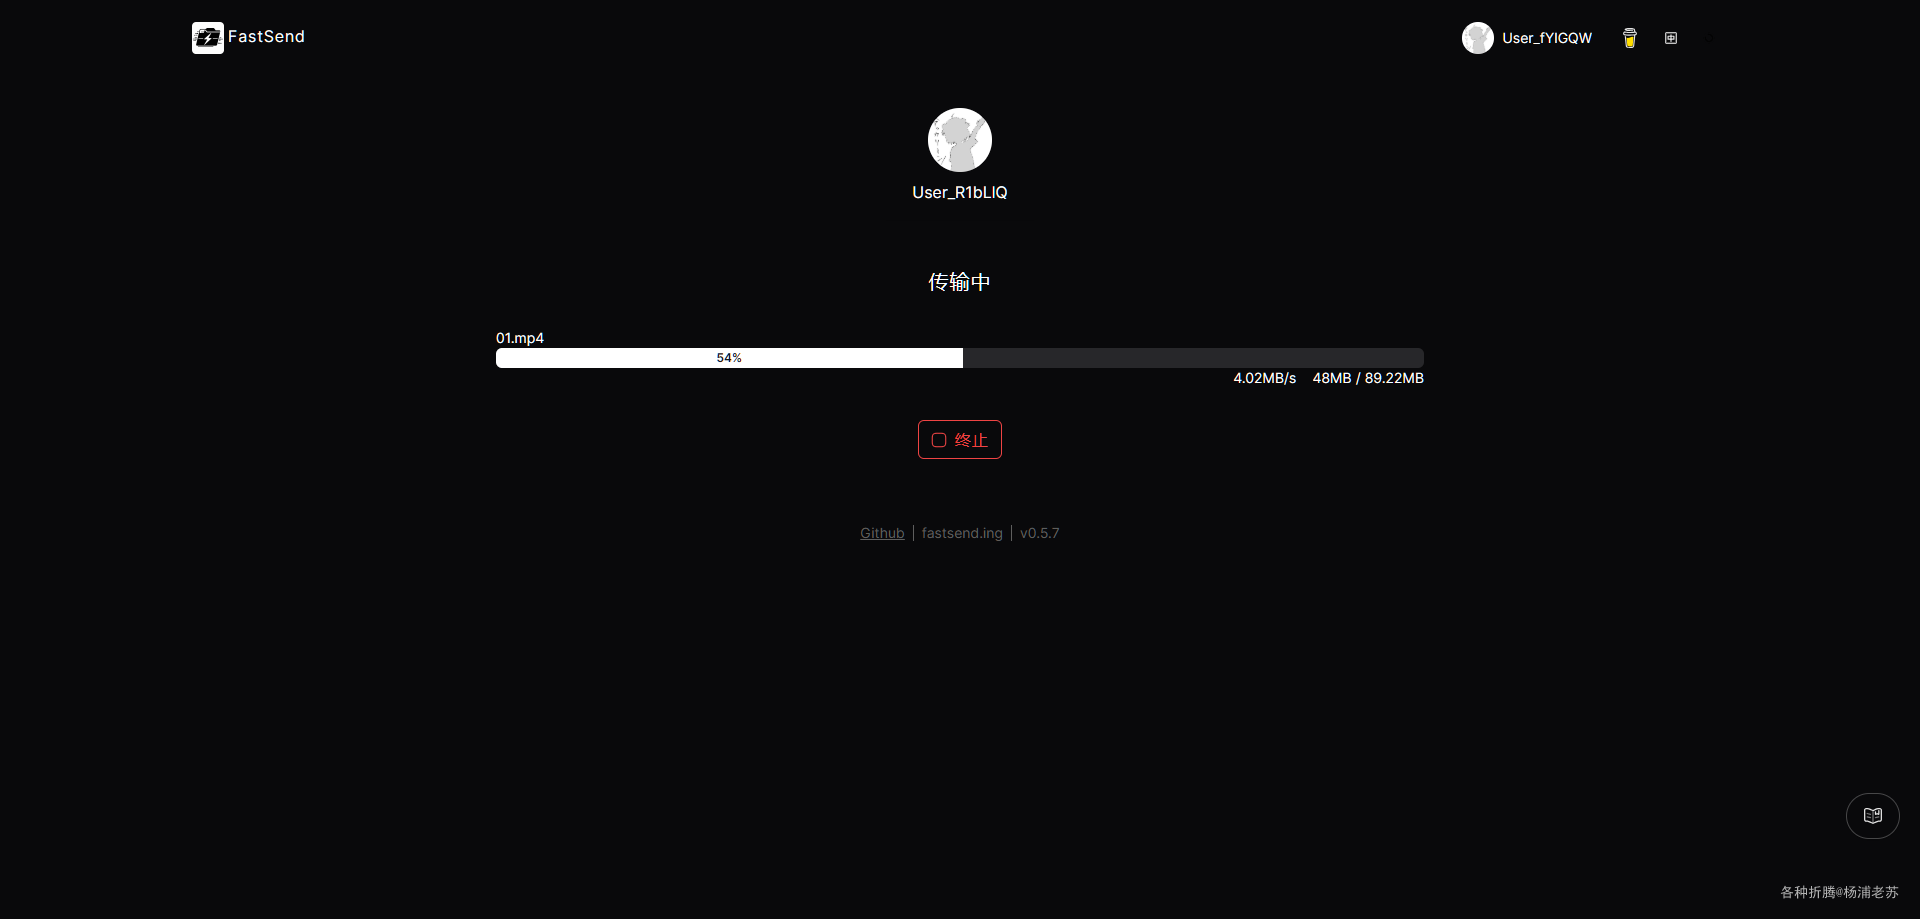 FastSend
User_fYIGQW
中
User_R1bLIQ
传输中
01.mp4
54%
4.02MB/s 48MB / 89.22MB
终止
Github | fastsend.ing | v0.5.7
各种折腾@杨浦老苏